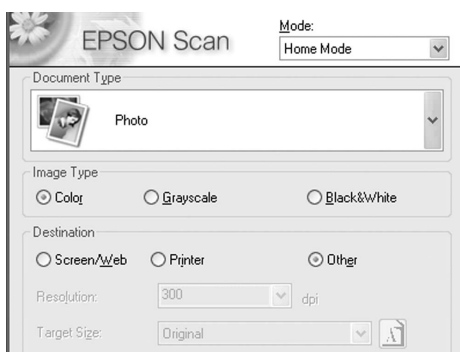 Mode:
EPSON Scan
Home Mode
Document Type
Photo
Image Type
Color Grayscale Black&White
Destination
Screen/Web Printer Other
Resolution: 300 dpi
Target Size: Original
A